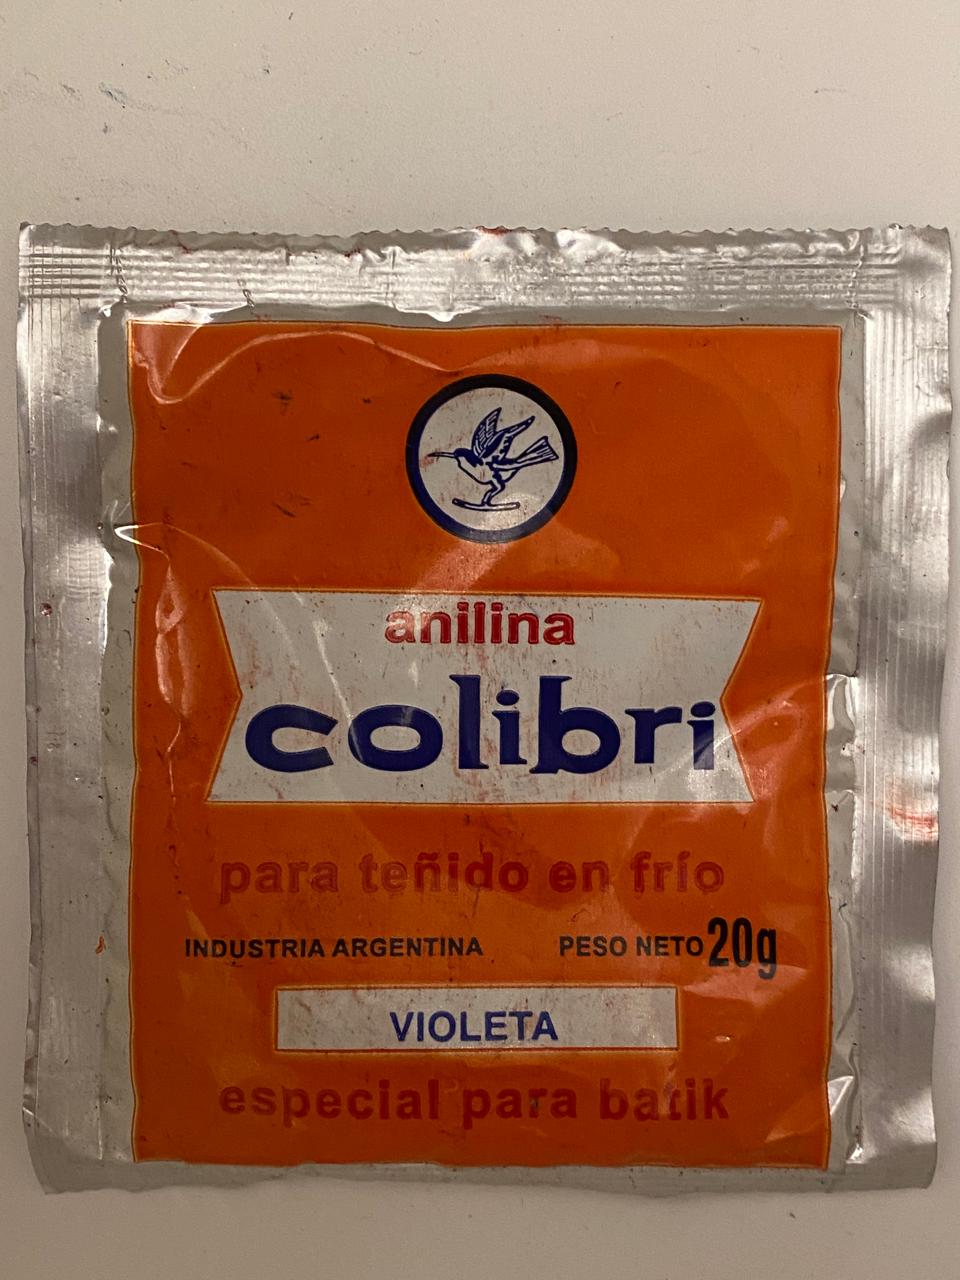 anilina
colibri
para teñido en frío
INDUSTRIA ARGENTINA PESO NETO 20g
VIOLETA
especial para batik